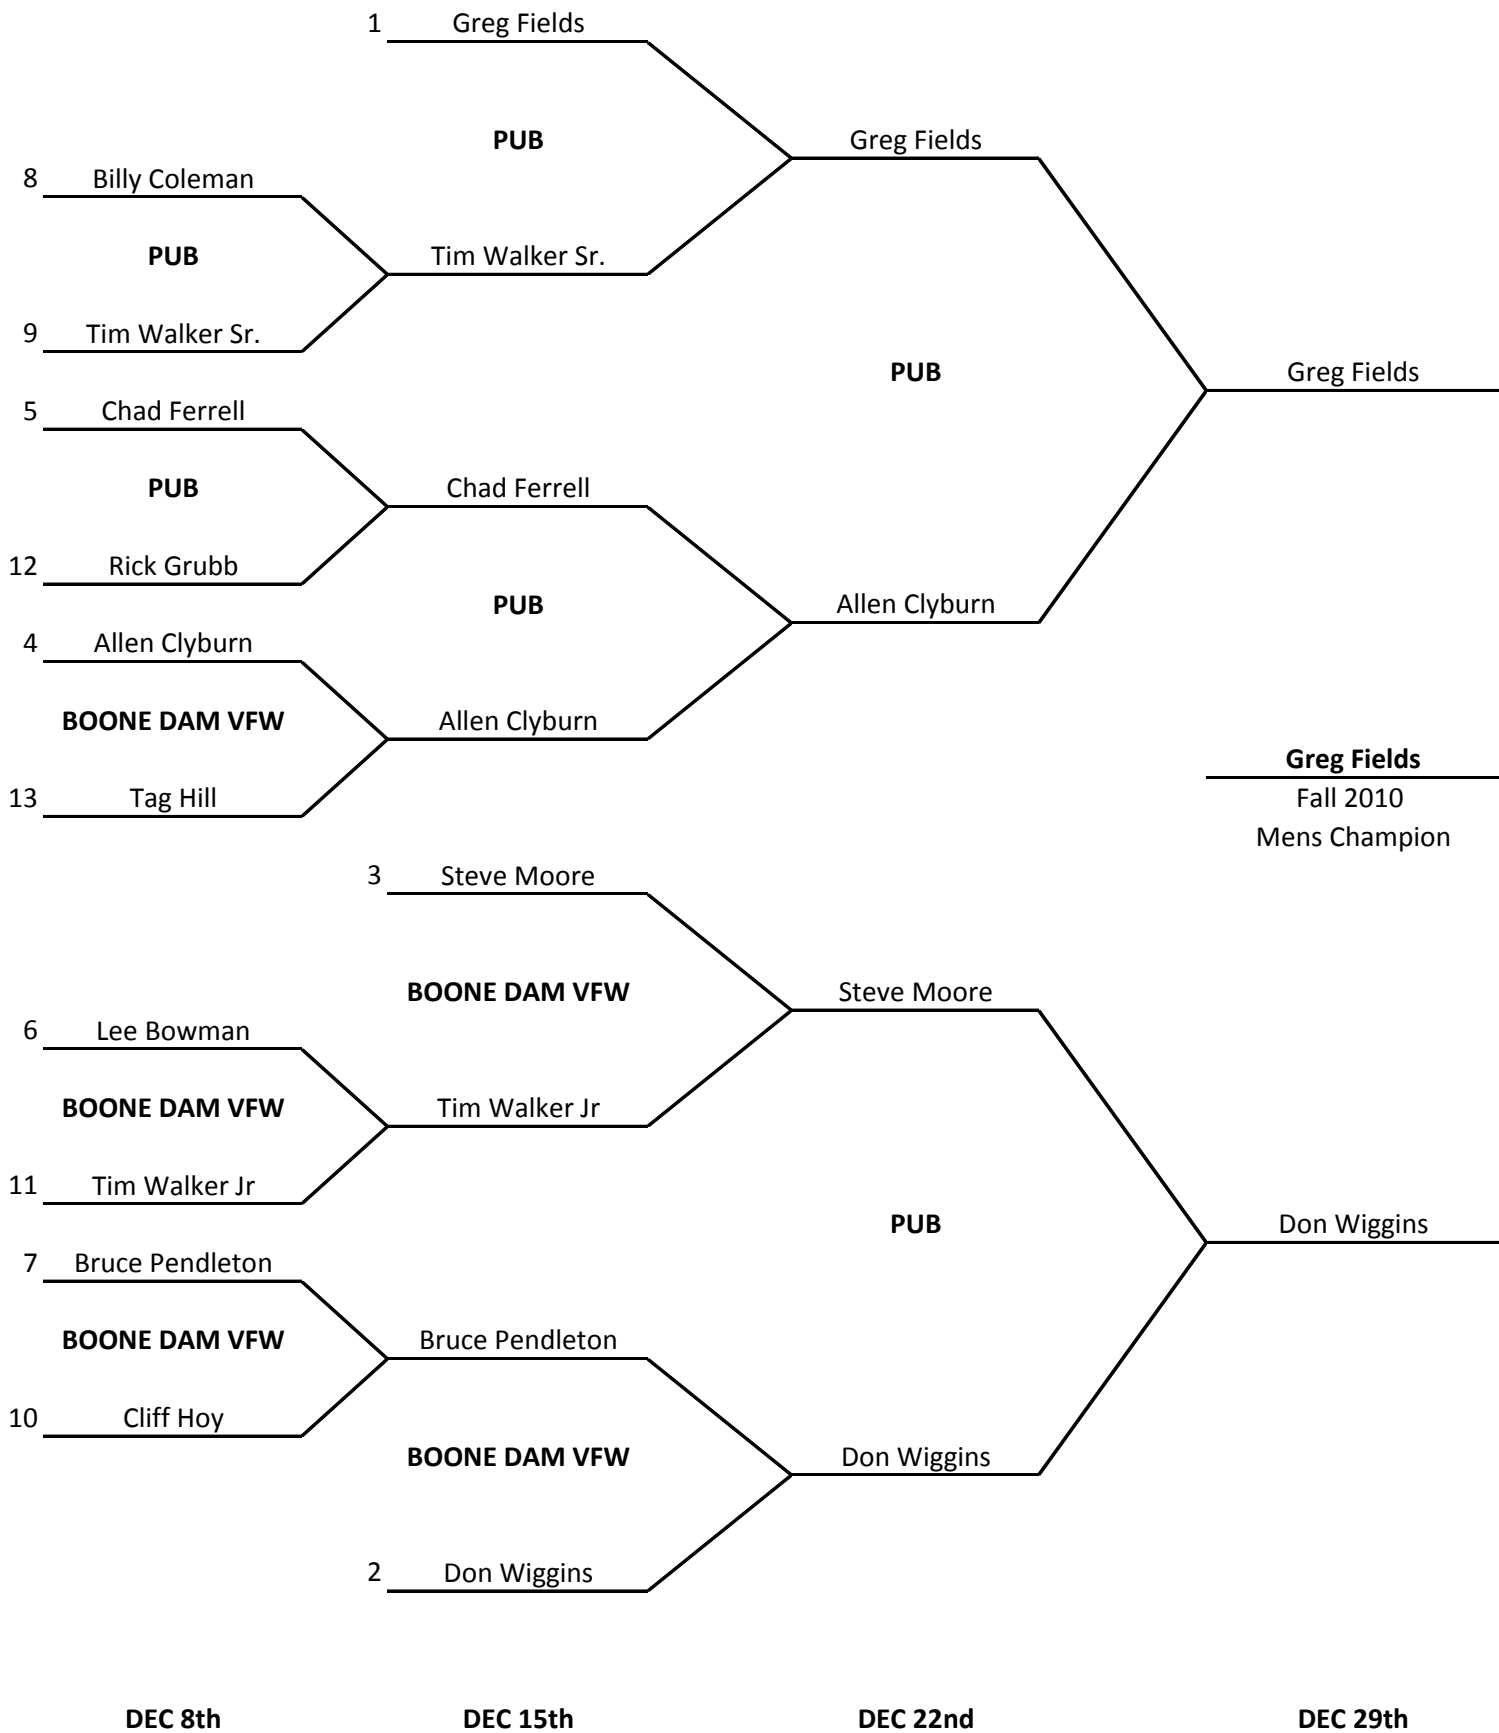 1 Greg Fields
PUB Greg Fields
8 Billy Coleman
PUB Tim Walker Sr.
9 Tim Walker Sr.
PUB Greg Fields
5 Chad Ferrell
PUB Chad Ferrell
12 Rick Grubb
PUB Allen Clyburn
4 Allen Clyburn
BOONE DAM VFW Allen Clyburn
Greg Fields
13 Tag Hill Fall 2010
Mens Champion
3 Steve Moore
BOONE DAM VFW Steve Moore
6 Lee Bowman
BOONE DAM VFW Tim Walker Jr
11 Tim Walker Jr
PUB Don Wiggins
7 Bruce Pendleton
BOONE DAM VFW Bruce Pendleton
10 Cliff Hoy
BOONE DAM VFW Don Wiggins
2 Don Wiggins
DEC 8th DEC 15th DEC 22nd DEC 29th